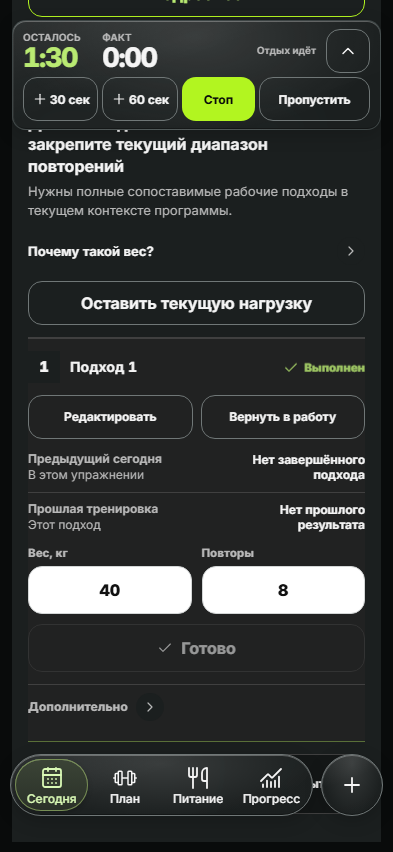 ОСТАЛОСЬ
ФАКТ
1:30
0:00
Отдых идёт
+ 30 сек
+ 60 сек
Стоп
Пропустить
закрепите текущий диапазон
повторений
Нужны полные сопоставимые рабочие подходы в
текущем контексте программы.
Почему такой вес?
Оставить текущую нагрузку
1
Подход 1
Выполнен
Редактировать
Вернуть в работу
Предыдущий сегодня
В этом упражнении
Нет завершённого
подхода
Прошлая тренировка
Этот подход
Нет прошлого
результата
Вес, кг
Повторы
40
8
Готово
Дополнительно
Сегодня
План
Питание
Прогресс
+